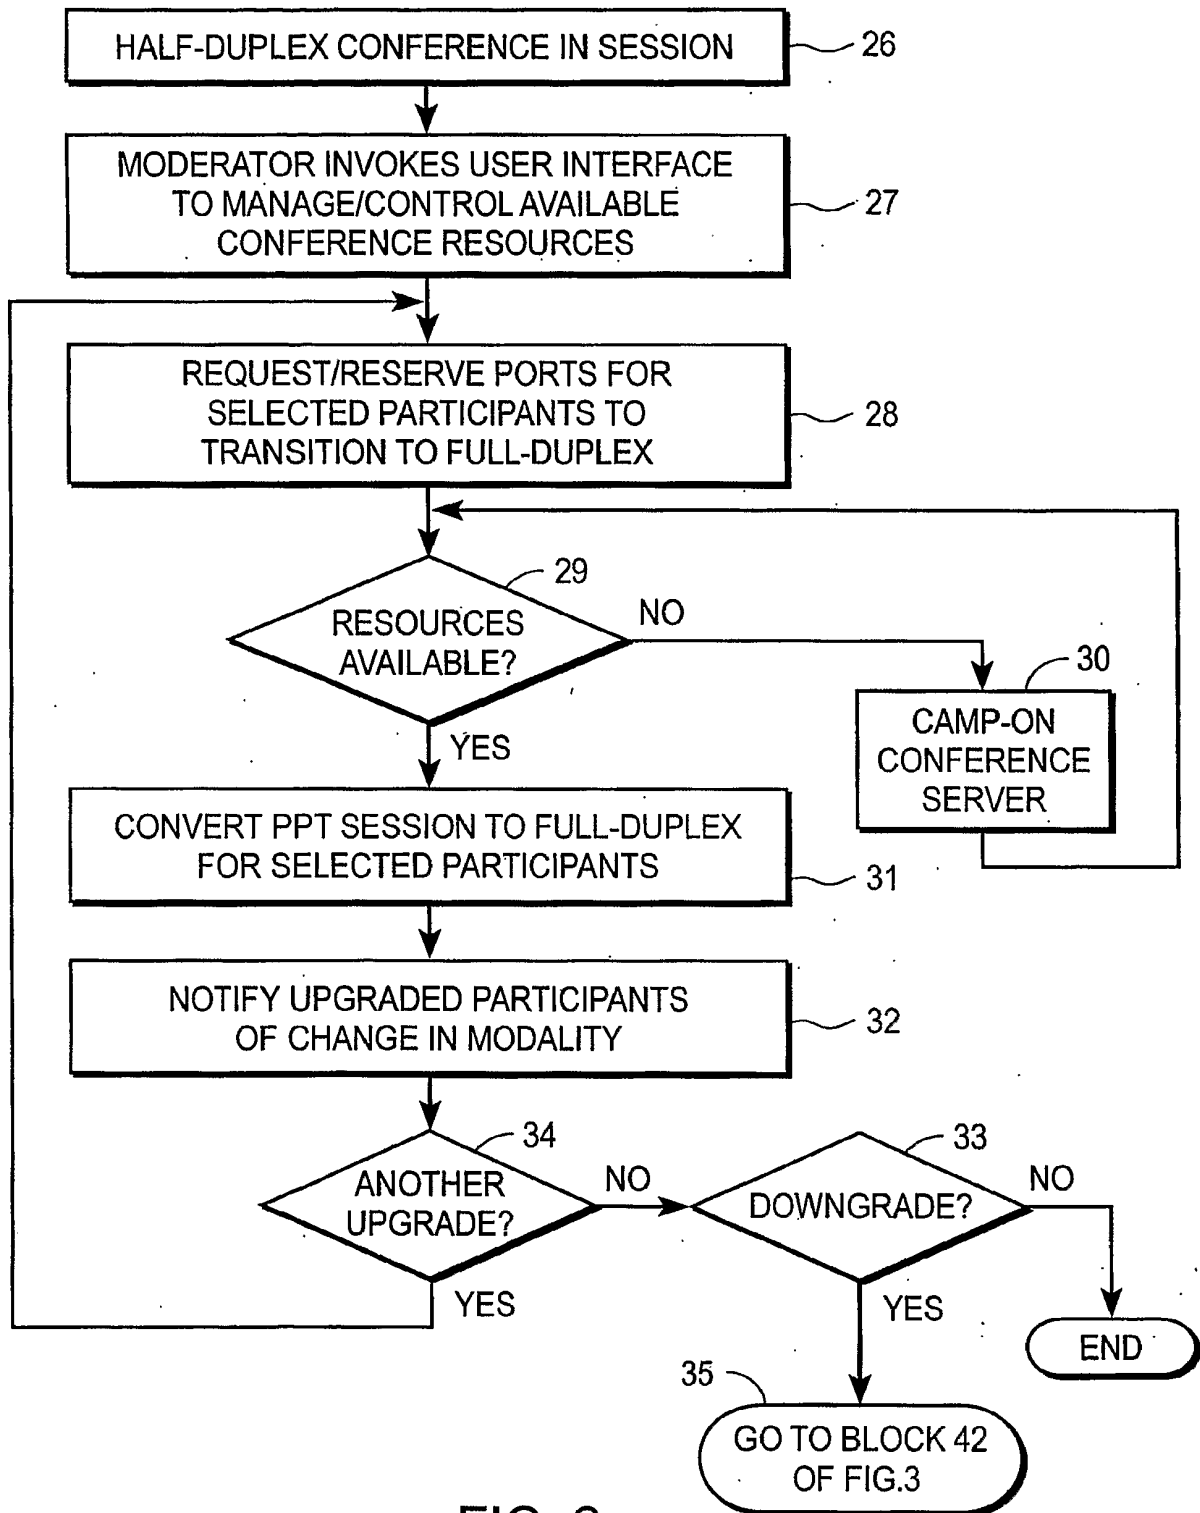 HALF-DUPLEX CONFERENCE IN SESSION
26
MODERATOR INVOKES USER INTERFACE
TO MANAGE/CONTROL AVAILABLE
CONFERENCE RESOURCES
27
REQUEST/RESERVE PORTS FOR
SELECTED PARTICIPANTS TO
TRANSITION TO FULL-DUPLEX
28
29
RESOURCES
AVAILABLE?
NO
YES
30
CAMP-ON
CONFERENCE
SERVER
CONVERT PPT SESSION TO FULL-DUPLEX
FOR SELECTED PARTICIPANTS
31
NOTIFY UPGRADED PARTICIPANTS
OF CHANGE IN MODALITY
32
34
ANOTHER
UPGRADE?
NO
YES
33
DOWNGRADE?
NO
YES
END
35
GO TO BLOCK 42
OF FIG.3